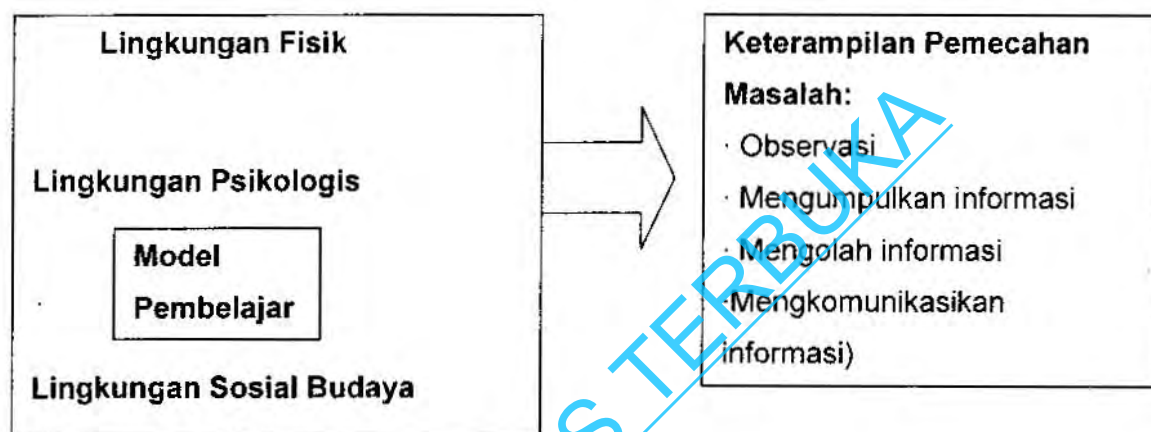 Lingkungan Fisik
Lingkungan Psikologis
Model
Pembelajar
Lingkungan Sosial Budaya
Keterampilan Pemecahan
Masalah:
· Observasi
· Mengumpulkan informasi
· Mengolah informasi
·Mengkomunikasikan
informasi)
S TERBUKA